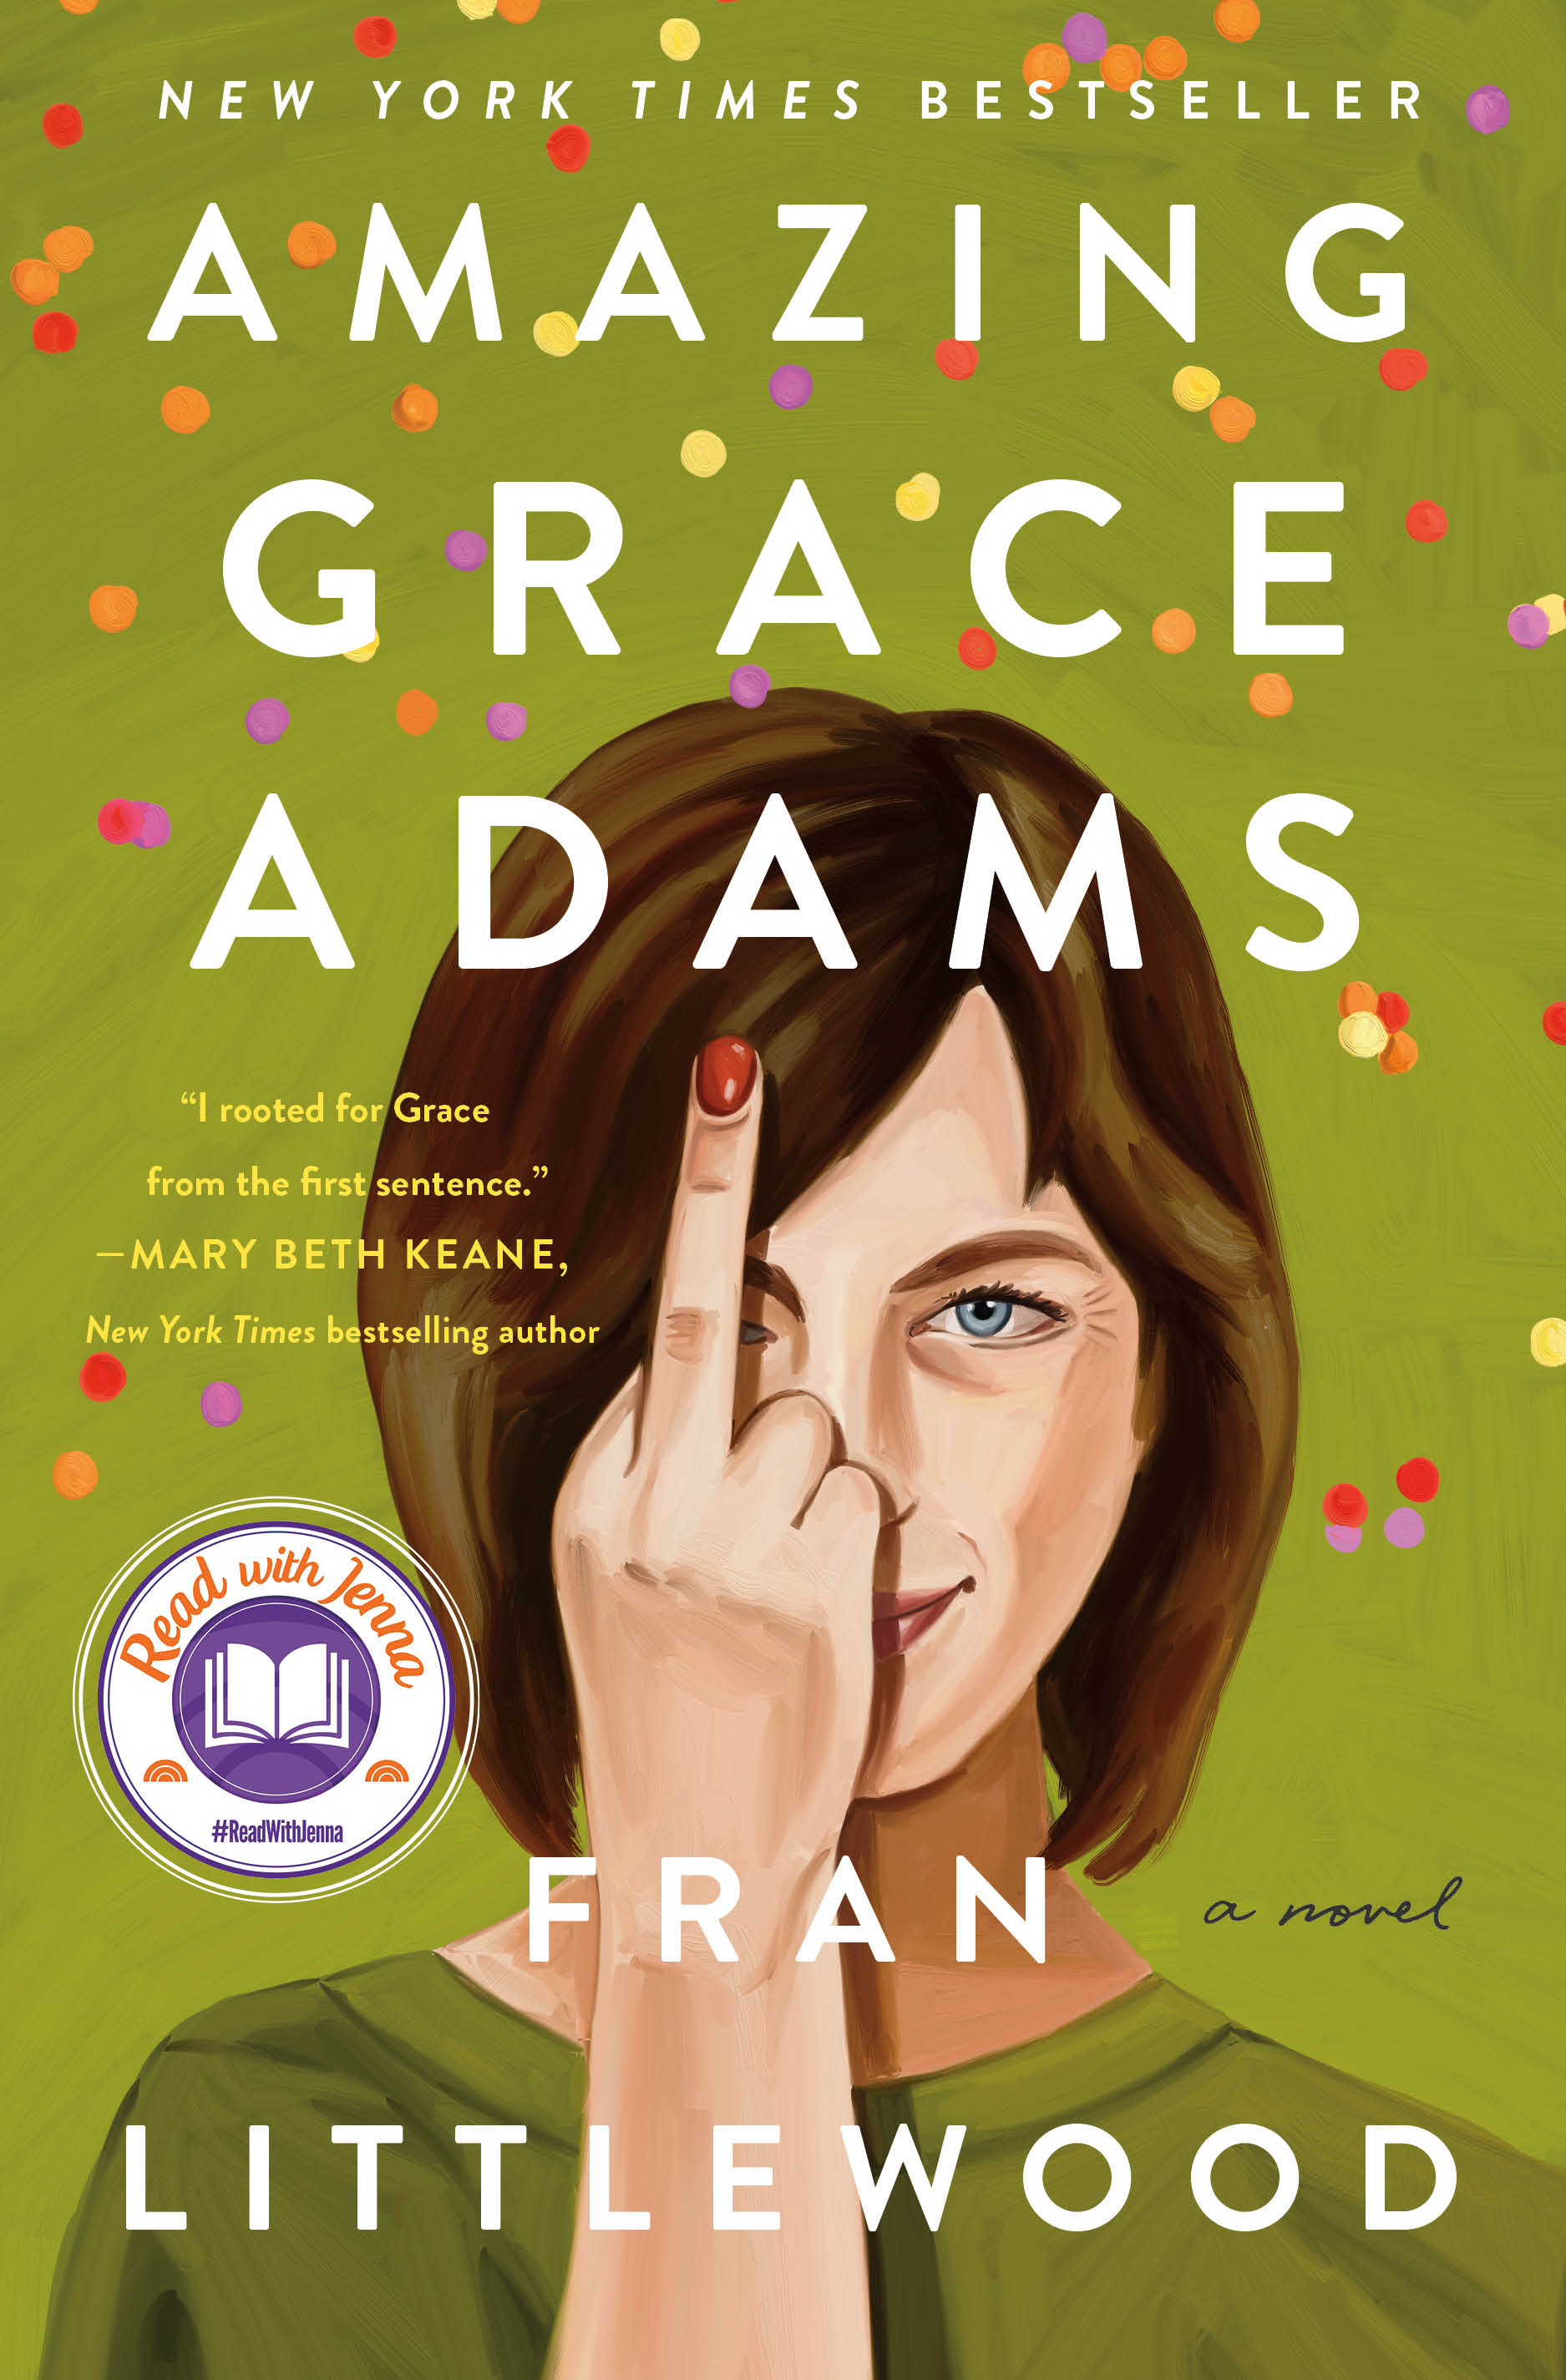 NEW YORK TIMES BESTSELLER
AMAZING
GRACE
ADAMS
“I rooted for Grace
from the first sentence.”
—MARY BETH KEANE,
New York Times bestselling author
Read with Jenna
#ReadWithJenna
FRAN
a novel
LITTLEWOOD